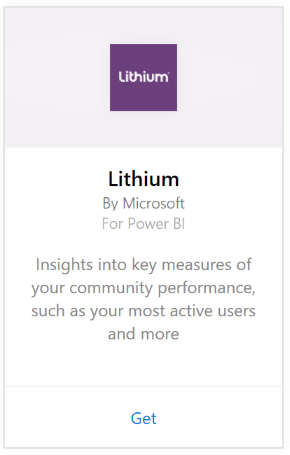 Lithium
Lithium
By Microsoft
For Power BI
Insights into key measures of
your community performance,
such as your most active users
and more
Get